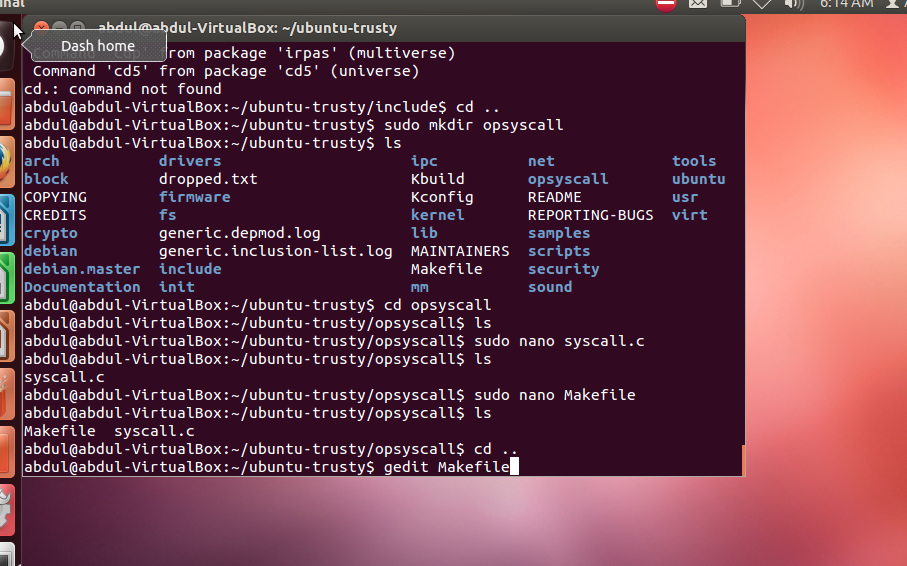 inal
6:14 AM
abdul@abdul-VirtualBox: ~/ubuntu-trusty
Dash home
Command 'cdp' from package 'irpas' (multiverse)
Command 'cd5' from package 'cd5' (universe)
cd.: command not found
abdul@abdul-VirtualBox:~/ubuntu-trusty/include$ cd ..
abdul@abdul-VirtualBox:~/ubuntu-trusty$ sudo mkdir opsyscall
abdul@abdul-VirtualBox:~/ubuntu-trusty$ ls
arch drivers ipc net tools
block dropped.txt Kbuild opsyscall ubuntu
COPYING firmware Kconfig README usr
CREDITS fs kernel REPORTING-BUGS virt
crypto generic.depmod.log lib samples
debian generic.inclusion-list.log MAINTAINERS scripts
debian.master include Makefile security
Documentation init mm sound
abdul@abdul-VirtualBox:~/ubuntu-trusty$ cd opsyscall
abdul@abdul-VirtualBox:~/ubuntu-trusty/opsyscall$ ls
abdul@abdul-VirtualBox:~/ubuntu-trusty/opsyscall$ sudo nano syscall.c
abdul@abdul-VirtualBox:~/ubuntu-trusty/opsyscall$ ls
syscall.c
abdul@abdul-VirtualBox:~/ubuntu-trusty/opsyscall$ sudo nano Makefile
abdul@abdul-VirtualBox:~/ubuntu-trusty/opsyscall$ ls
Makefile syscall.c
abdul@abdul-VirtualBox:~/ubuntu-trusty/opsyscall$ cd ..
abdul@abdul-VirtualBox:~/ubuntu-trusty$ gedit Makefile